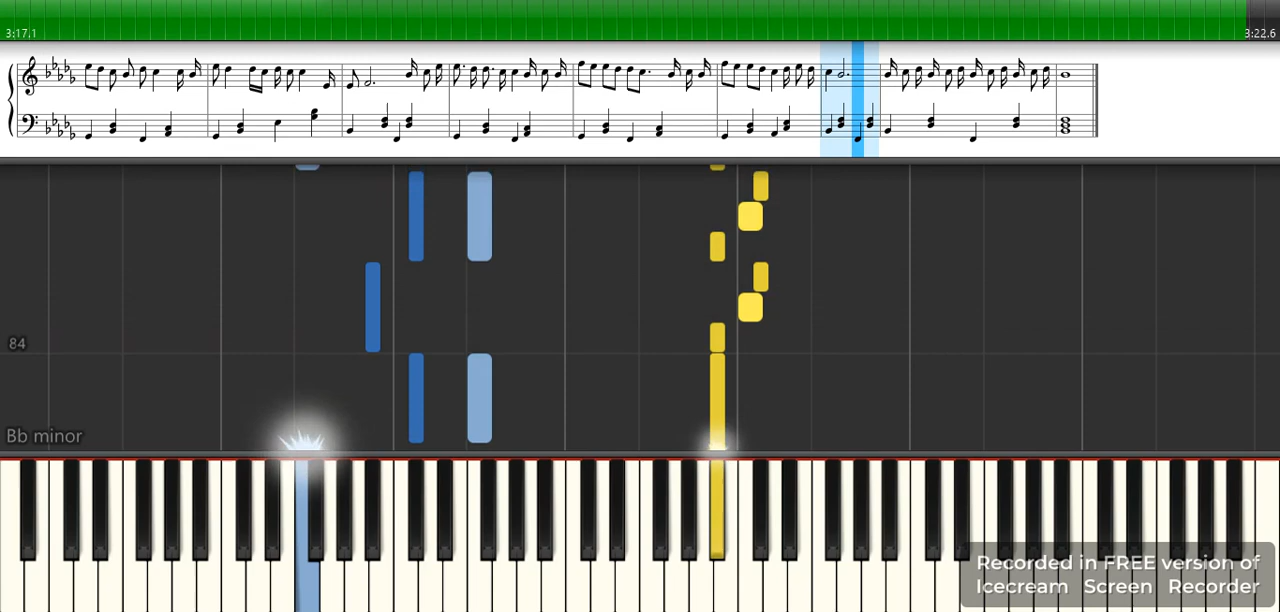 3:17.1
3:22.6
84
Bb minor
Recorded in FREE version of
Icecream Screen Recorder